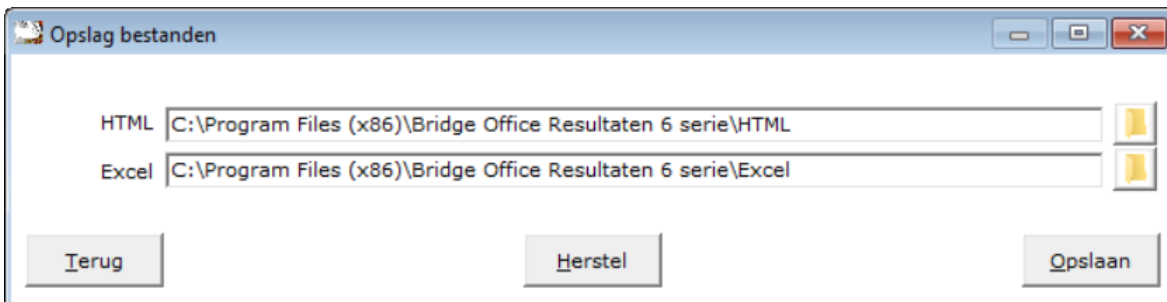 Opslag bestanden
HTML C:\Program Files (x86)\Bridge Office Resultaten 6 serie\HTML
Excel C:\Program Files (x86)\Bridge Office Resultaten 6 serie\Excel
Terug Herstel Opslaan